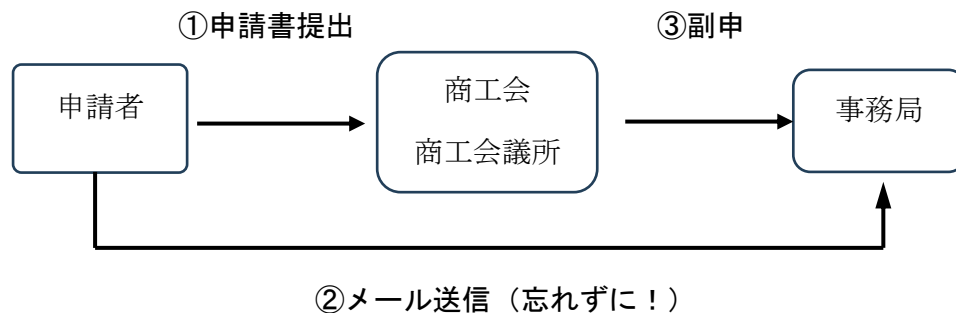 ①申請書提出
③副申
申請者
商工会
商工会議所
事務局
②メール送信（忘れずに！）